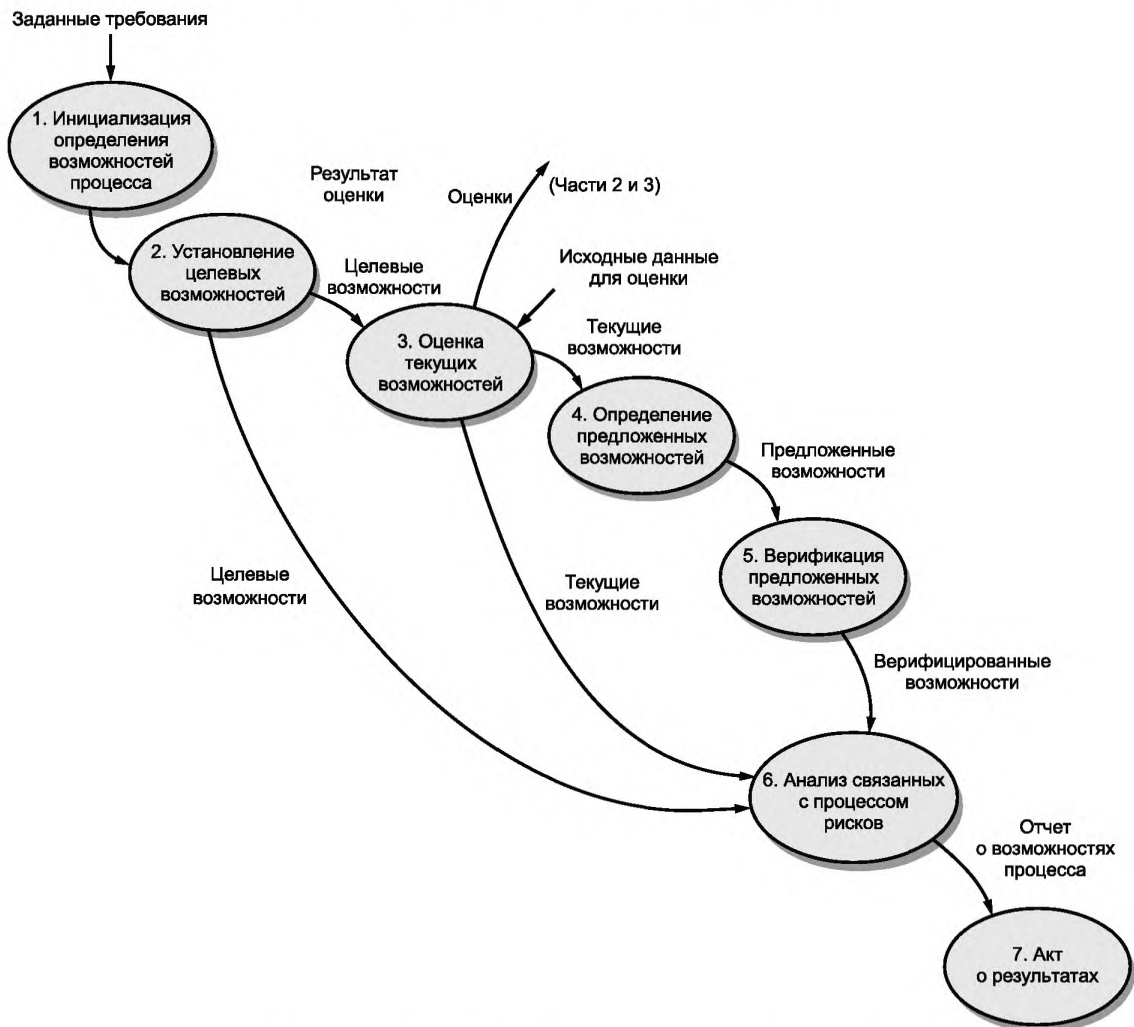 Заданные требования
1. Инициализация
определения
возможностей
процесса
Результат
оценки
Оценки
(Части 2 и 3)
2. Установление
целевых
возможностей
Целевые
возможности
Исходные данные
для оценки
3. Оценка
текущих
возможностей
Текущие
возможности
4. Определение
предложенных
возможностей
Предложенные
возможности
5. Верификация
предложенных
возможностей
Целевые
возможности
Текущие
возможности
Верифицированные
возможности
6. Анализ связанных
с процессом
рисков
Отчет
о возможностях
процесса
7. Акт
о результатах